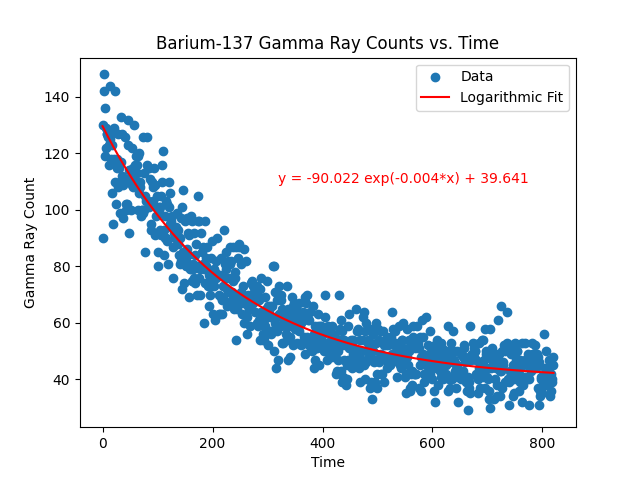 Barium-137 Gamma Ray Counts vs. Time
Data
Logarithmic Fit
y = -90.022 exp(-0.004*x) + 39.641
Gamma Ray Count
140
120
100
80
60
40
0 200 400 600 800
Time